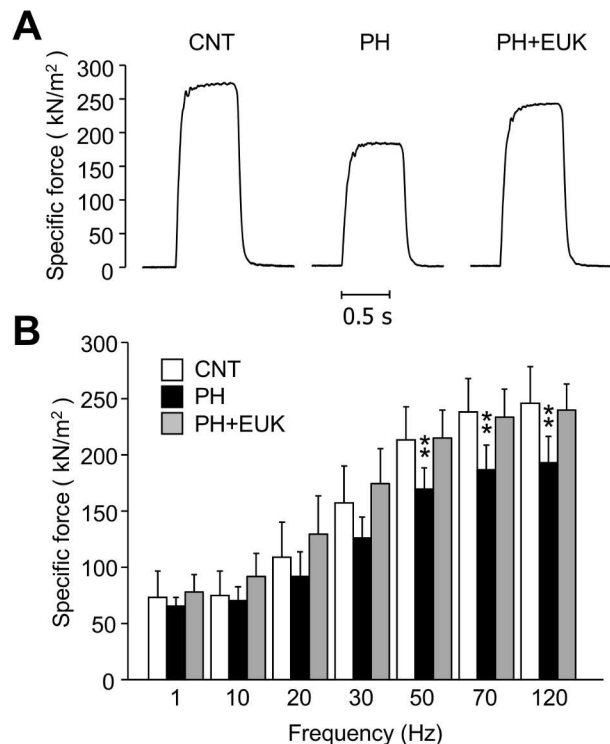 A
CNT PH PH+EUK
Specific force ( kN/m²)
300
250
200
150
100
50
0
0.5 s
B
Specific force ( kN/m²)
300
250
200
150
100
50
0
CNT
PH
PH+EUK
** ** **
1 10 20 30 50 70 120
Frequency (Hz)